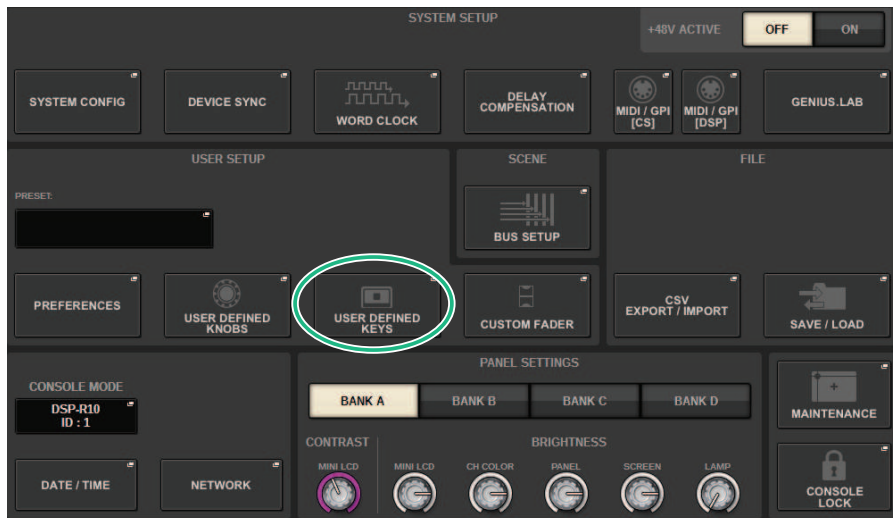 SYSTEM SETUP
+48V ACTIVE
OFF
ON
SYSTEM CONFIG
DEVICE SYNC
WORD CLOCK
DELAY
COMPENSATION
MIDI / GPI
[CS]
MIDI / GPI
[DSP]
GENIUS.LAB
USER SETUP
PRESET:
SCENE
BUS SETUP
FILE
PREFERENCES
USER DEFINED
KNOBS
USER DEFINED
KEYS
CUSTOM FADER
CSV
EXPORT / IMPORT
SAVE / LOAD
CONSOLE MODE
DSP-R10
ID : 1
DATE / TIME
NETWORK
PANEL SETTINGS
BANK A
BANK B
BANK C
BANK D
CONTRAST
BRIGHTNESS
MINI LCD
MINI LCD
CH COLOR
PANEL
SCREEN
LAMP
MAINTENANCE
CONSOLE
LOCK